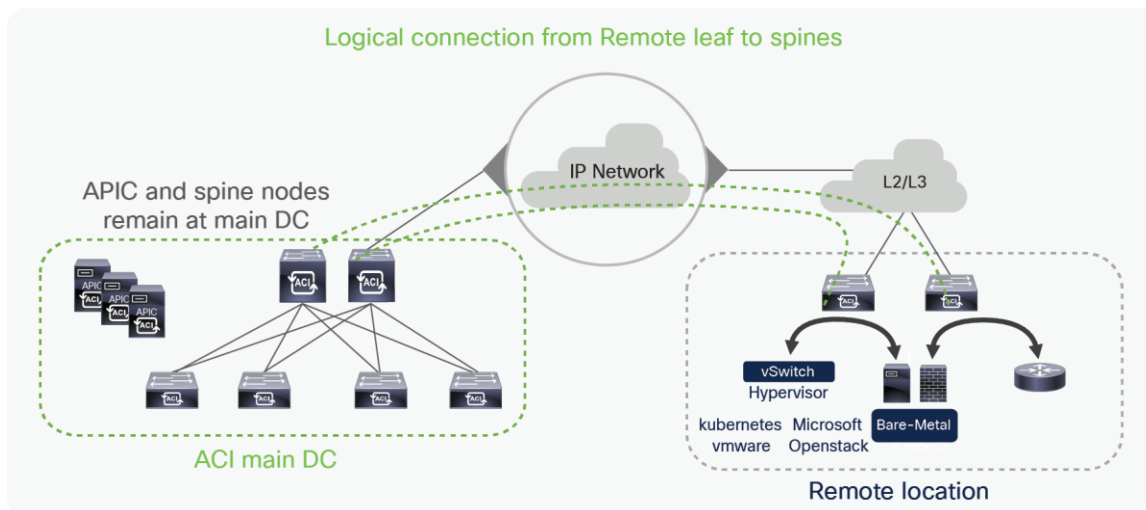 Logical connection from Remote leaf to spines
IP Network
L2/L3
APIC and spine nodes
remain at main DC
APIC
APIC
APIC
ACI
ACI
ACI
ACI
ACI
ACI
ACI
ACI
ACI
ACI
ACI
vSwitch
Hypervisor
kubernetes
vmware
Microsoft
Openstack
Bare-Metal
ACI main DC
Remote location